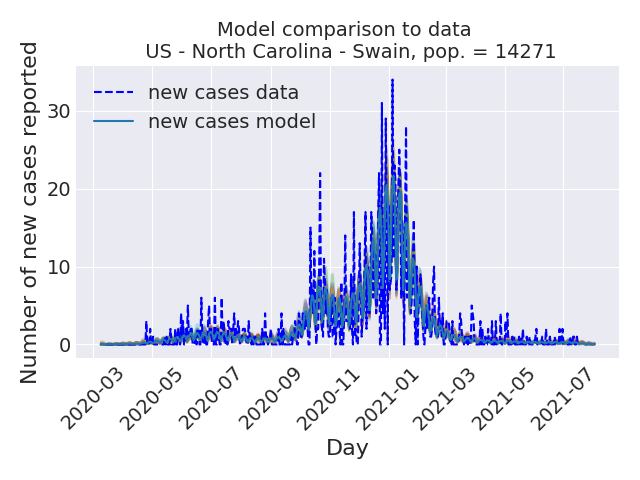 Model comparison to data
US - North Carolina - Swain, pop. = 14271
Number of new cases reported
new cases data
new cases model
30
20
10
0
2020-03
2020-05
2020-07
2020-09
2020-11
2021-01
2021-03
2021-05
2021-07
Day